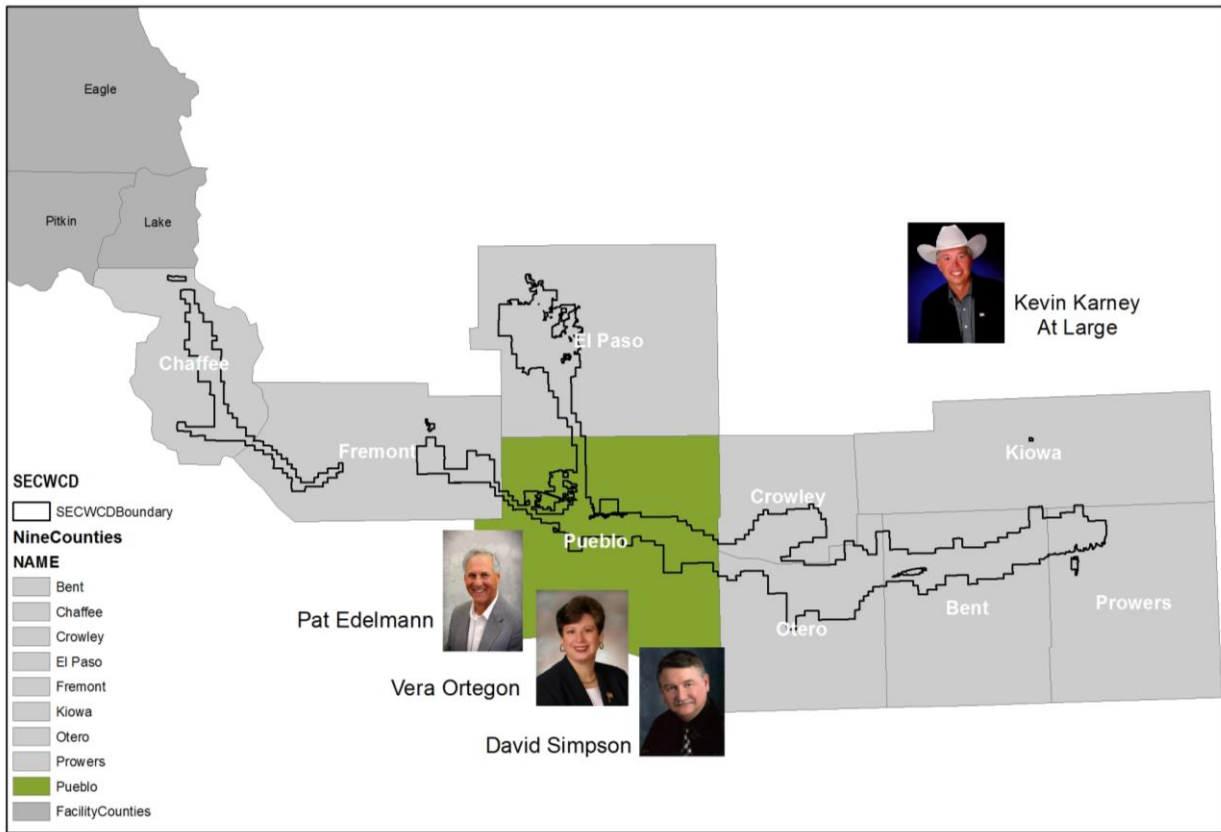 Eagle
Pitkin
Lake
Kevin Karney
At Large
El Paso
Chaffee
Fremont
Kiowa
Crowley
Pueblo
Otero
Bent
Prowers
Pat Edelmann
Vera Ortegon
David Simpson
SECWCD
SECWCDBoundary
NineCounties
NAME
Bent
Chaffee
Crowley
El Paso
Fremont
Kiowa
Otero
Prowers
Pueblo
FacilityCounties